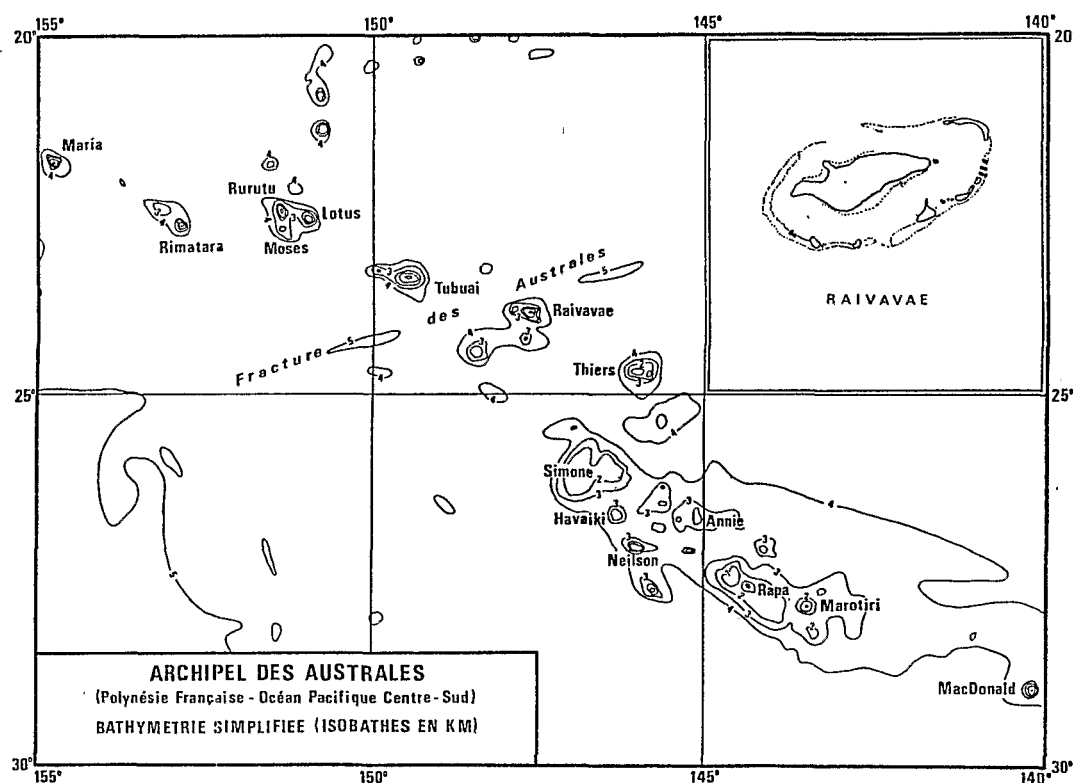 155°
150°
145°
140°
20°
20
María
Rurutu
Lotus
Rimatara
Moses
Tubuai
Fracture des Australes
Raivavae
Thiers
RAIVAVAE
25°
25°
Simone
Havaiki
Annie
Neilson
Rapa
Marotiri
MacDonald
ARCHIPEL DES AUSTRALES
(Polynésie Française - Océan Pacifique Centre-Sud)
BATHYMETRIE SIMPLIFIEE (ISOBATHES EN KM)
30°
30°
155°
150°
145°
140°